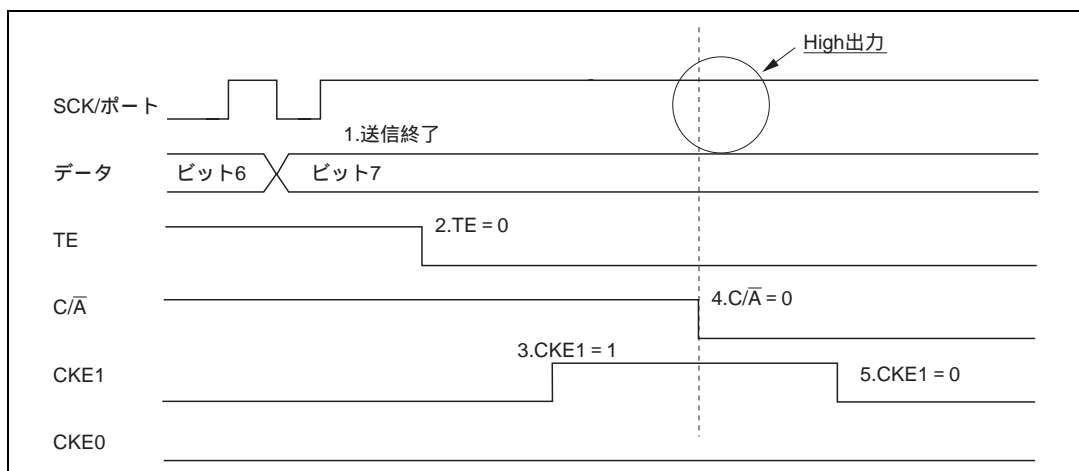 High出力
SCK/ポート
1.送信終了
データ ビット6 ビット7
TE 2.TE = 0
C/A̅ 4.C/A̅ = 0
3.CKE1 = 1
CKE1 5.CKE1 = 0
CKE0